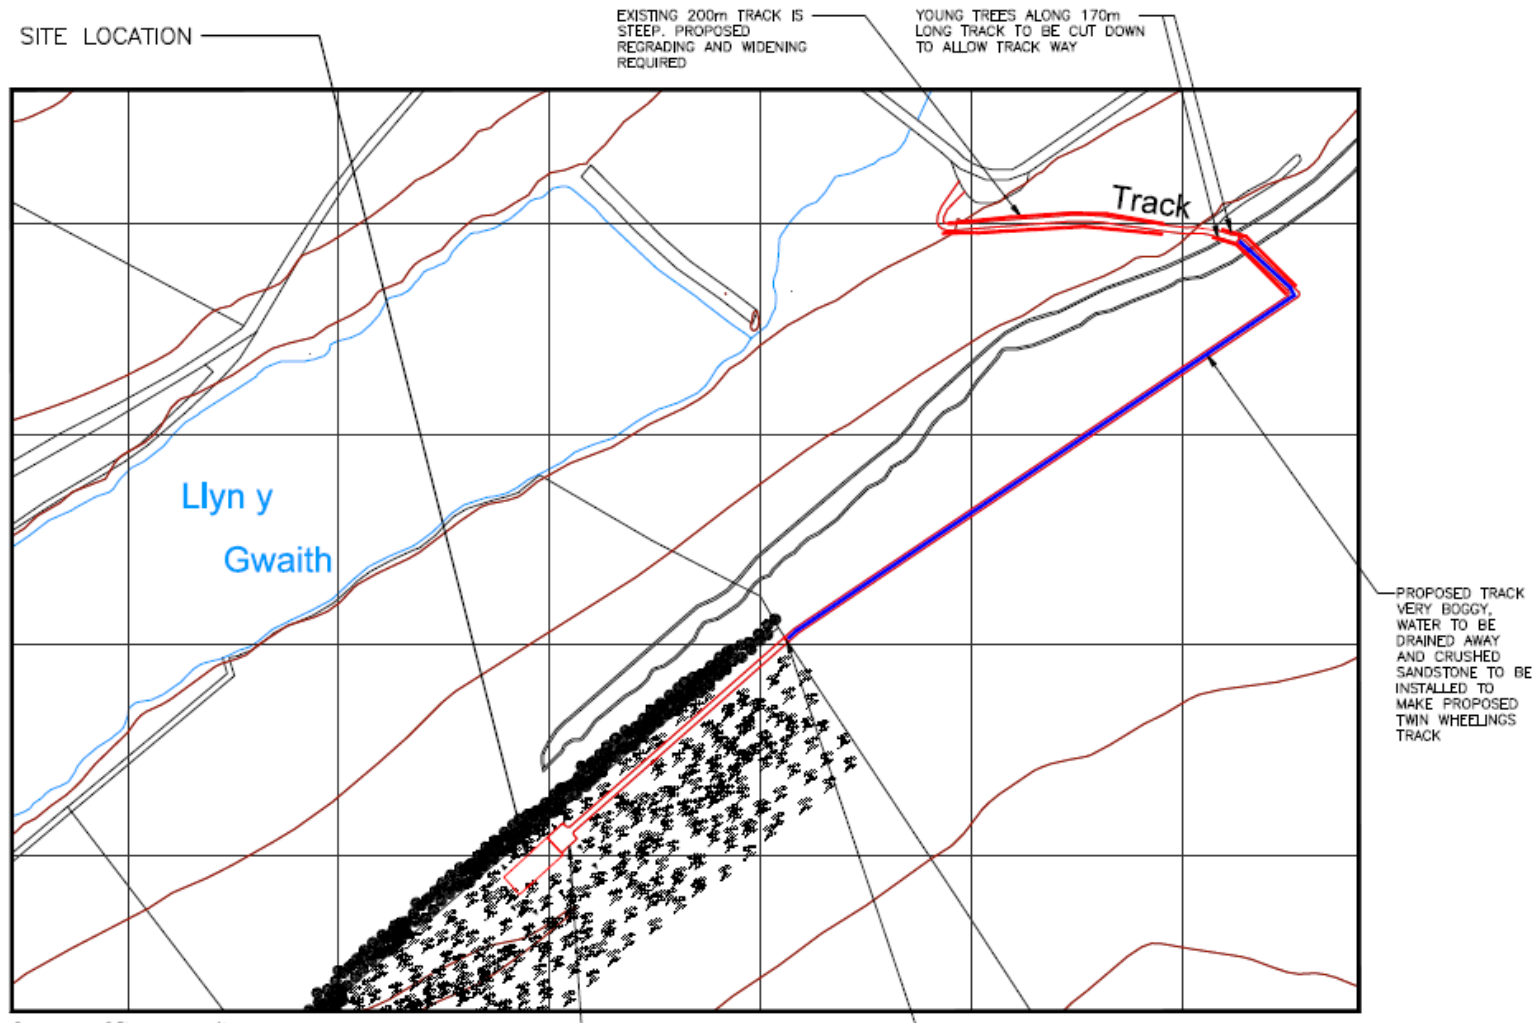 SITE LOCATION
EXISTING 200m TRACK IS
STEEP. PROPOSED
REGRADING AND WIDENING
REQUIRED
YOUNG TREES ALONG 170m
LONG TRACK TO BE CUT DOWN
TO ALLOW TRACK WAY
Track
Llyn y
Gwaith
PROPOSED TRACK
VERY BOGGY,
WATER TO BE
DRAINED AWAY
AND CRUSHED
SANDSTONE TO BE
INSTALLED TO
MAKE PROPOSED
TWIN WHEELINGS
TRACK